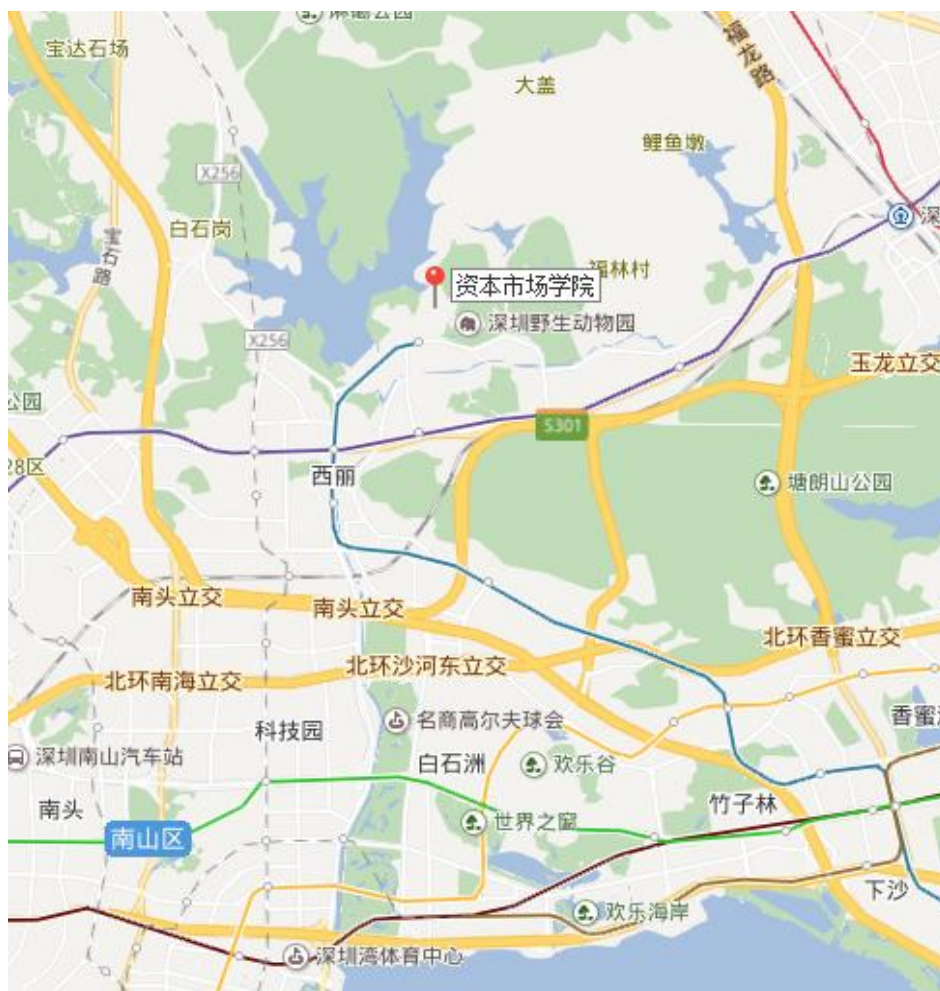 宝达石场
大盖
福龙路
鲤鱼墩
X256
白石岗
宝石路
深
福林村
资本市场学院
深圳野生动物园
X256
玉龙立交
公园
S301
28区
西丽
塘朗山公园
南头立交
南头立交
北环香蜜立交
北环沙河东立交
北环南海立交
名商高尔夫球会
科技园
香蜜
深圳南山汽车站
白石洲
欢乐谷
南头
竹子林
世界之窗
南山区
下沙
欢乐海岸
深圳湾体育中心